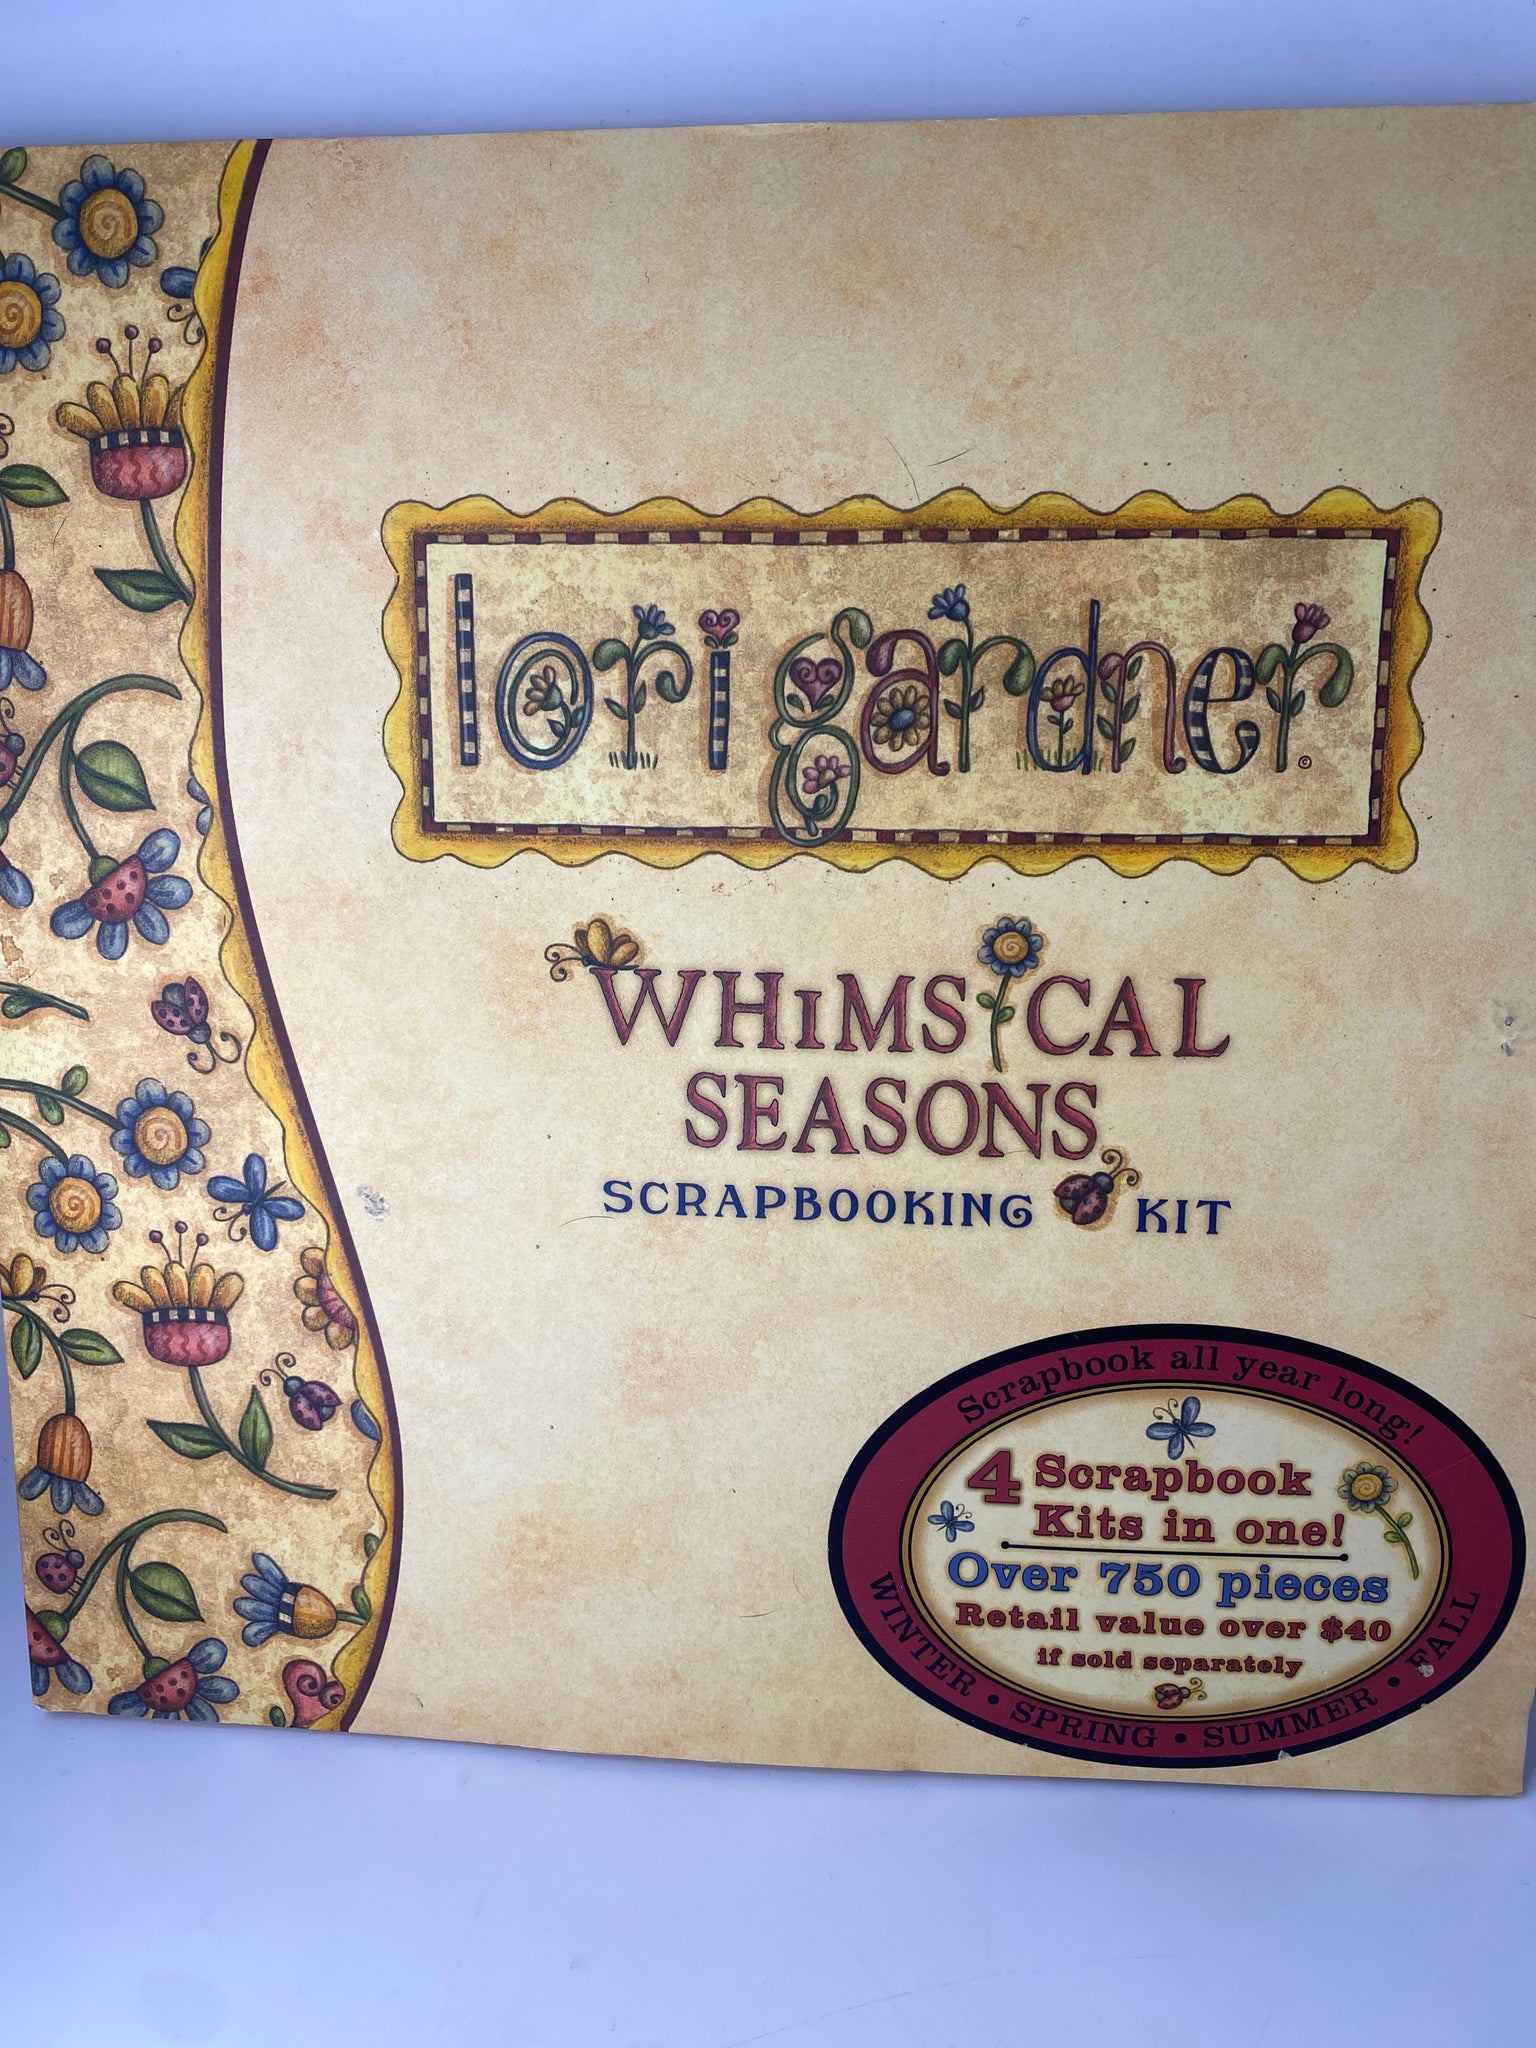 lori gardner ©
WHiMSiCAL
SEASONS
SCRAPBOOKING KIT
Scrapbook all year long!
4 Scrapbook
Kits in one!
Over 750 pieces
Retail value over $40
if sold separately
WINTER • SPRING • SUMMER • FALL